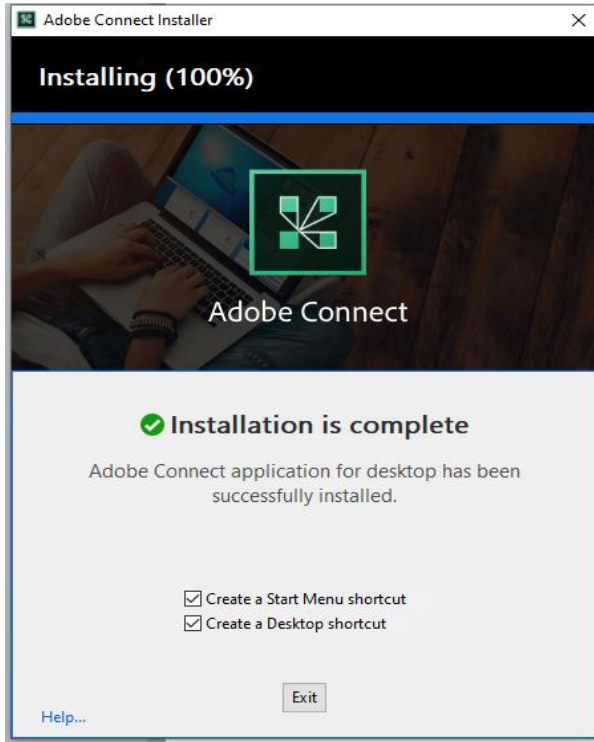 Adobe Connect Installer
Installing (100%)
Adobe Connect
Installation is complete
Adobe Connect application for desktop has been
successfully installed.
Create a Start Menu shortcut
Create a Desktop shortcut
Exit
Help...